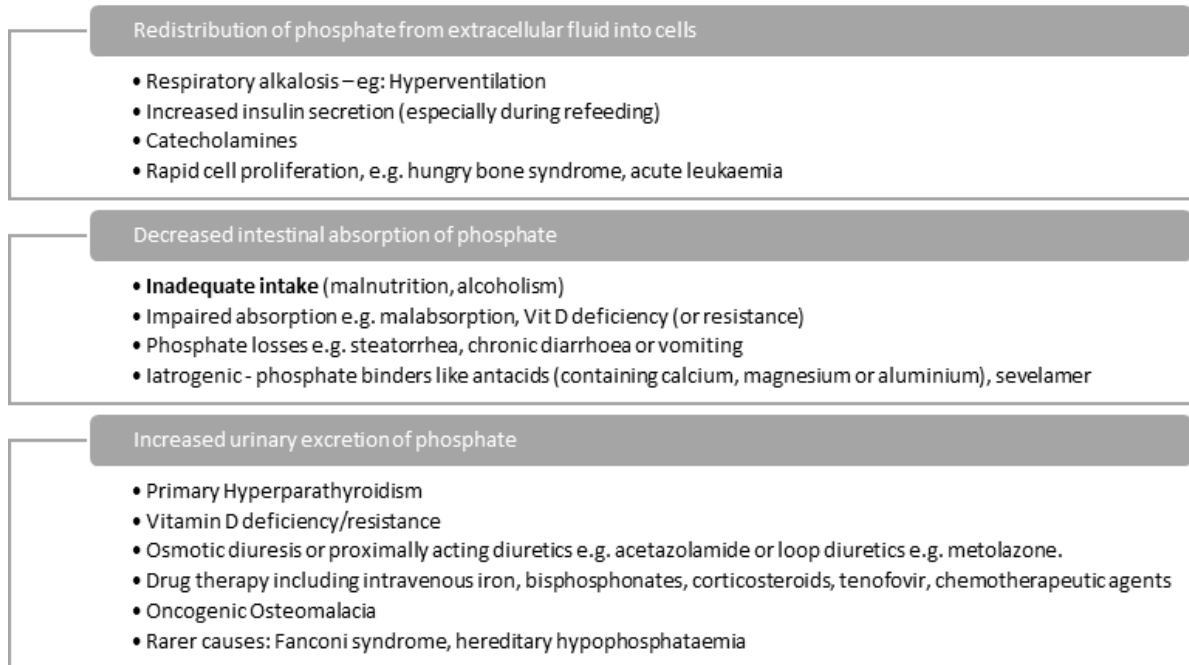 Redistribution of phosphate from extracellular fluid into cells
• Respiratory alkalosis – eg: Hyperventilation
• Increased insulin secretion (especially during refeeding)
• Catecholamines
• Rapid cell proliferation, e.g. hungry bone syndrome, acute leukaemia
Decreased intestinal absorption of phosphate
• Inadequate intake (malnutrition, alcoholism)
• Impaired absorption e.g. malabsorption, Vit D deficiency (or resistance)
• Phosphate losses e.g. steatorrhea, chronic diarrhoea or vomiting
• Iatrogenic - phosphate binders like antacids (containing calcium, magnesium or aluminium), sevelamer
Increased urinary excretion of phosphate
• Primary Hyperparathyroidism
• Vitamin D deficiency/resistance
• Osmotic diuresis or proximally acting diuretics e.g. acetazolamide or loop diuretics e.g. metolazone.
• Drug therapy including intravenous iron, bisphosphonates, corticosteroids, tenofovir, chemotherapeutic agents
• Oncogenic Osteomalacia
• Rarer causes: Fanconi syndrome, hereditary hypophosphataemia